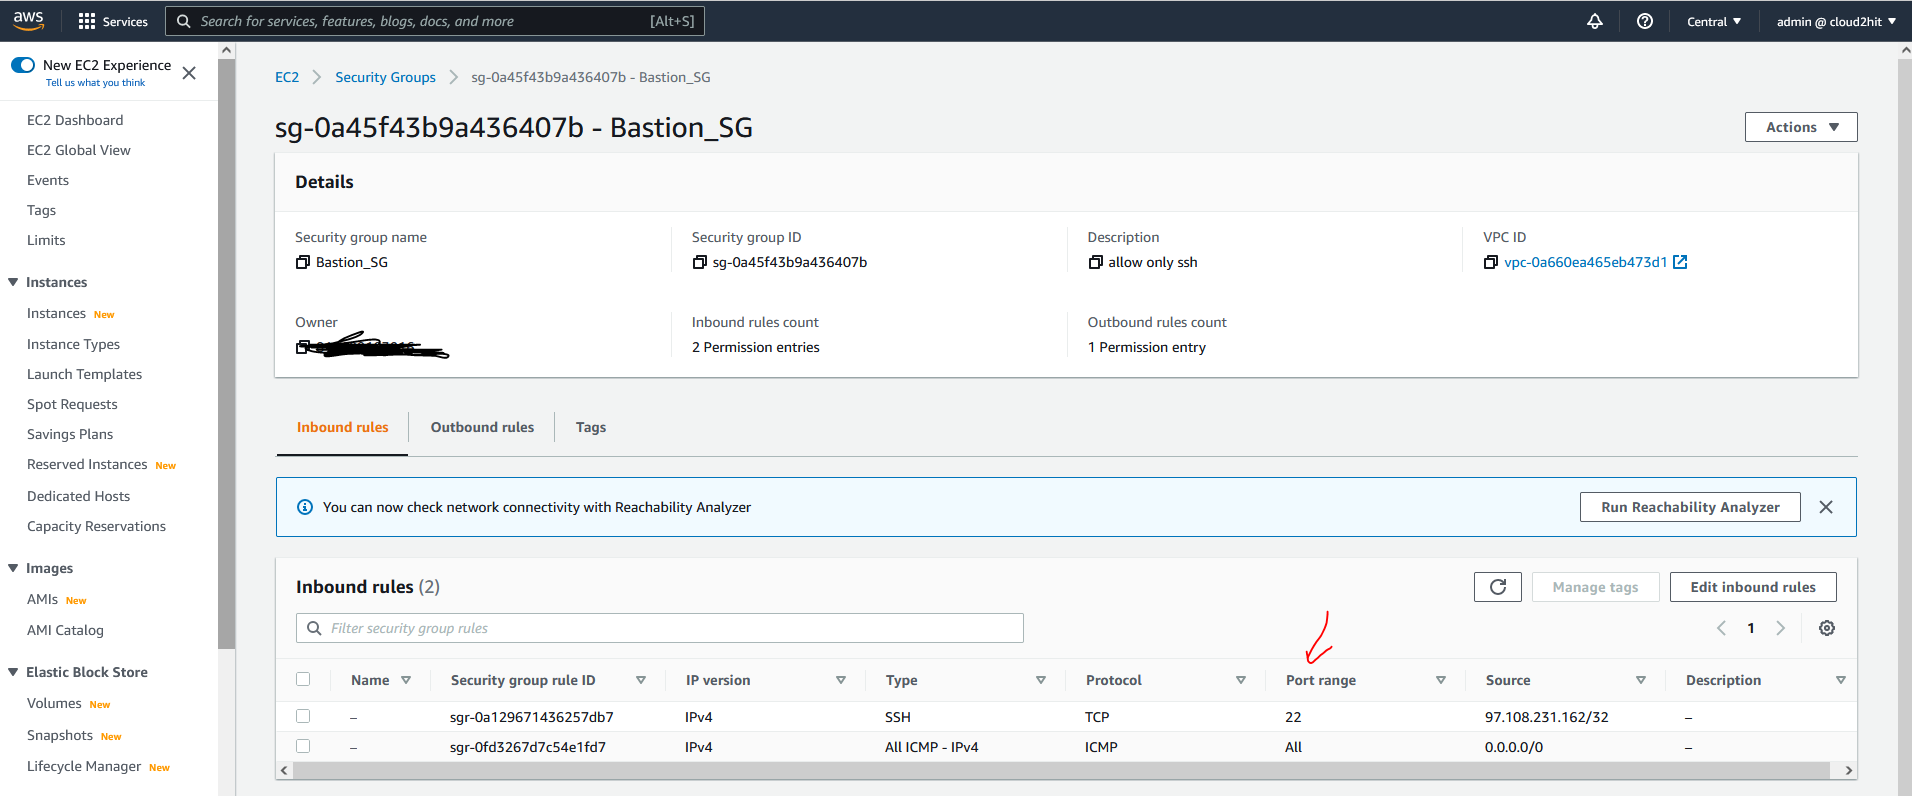 aws Services Search for services, features, blogs, docs, and more [Alt+S] Central admin @ cloud2hit
New EC2 Experience
Tell us what you think
EC2 Dashboard
EC2 Global View
Events
Tags
Limits
Instances
Instances New
Instance Types
Launch Templates
Spot Requests
Savings Plans
Reserved Instances New
Dedicated Hosts
Capacity Reservations
Images
AMIs New
AMI Catalog
Elastic Block Store
Volumes New
Snapshots New
Lifecycle Manager New
EC2 Security Groups sg-0a45f43b9a436407b - Bastion_SG
sg-0a45f43b9a436407b - Bastion_SG
Actions
Details
Security group name
Bastion_SG
Security group ID
sg-0a45f43b9a436407b
Description
allow only ssh
VPC ID
vpc-0a660ea465eb473d1
Owner
Inbound rules count
2 Permission entries
Outbound rules count
1 Permission entry
Inbound rules Outbound rules Tags
You can now check network connectivity with Reachability Analyzer Run Reachability Analyzer
Inbound rules (2) Manage tags Edit inbound rules
Filter security group rules 1
Name Security group rule ID IP version Type Protocol Port range Source Description
– sgr-0a129671436257db7 IPv4 SSH TCP 22 97.108.231.162/32 –
– sgr-0fd3267d7c54e1fd7 IPv4 All ICMP - IPv4 ICMP All 0.0.0.0/0 –